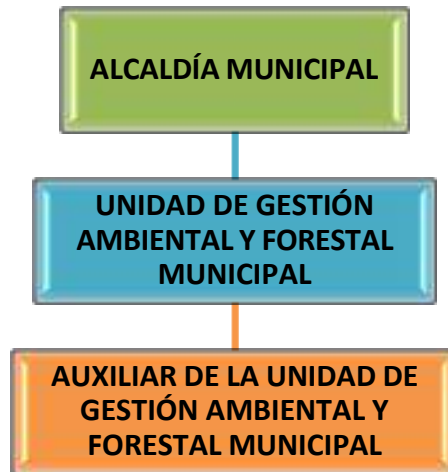 ALCALDÍA MUNICIPAL
UNIDAD DE GESTIÓN
AMBIENTAL Y FORESTAL
MUNICIPAL
AUXILIAR DE LA UNIDAD DE
GESTIÓN AMBIENTAL Y
FORESTAL MUNICIPAL